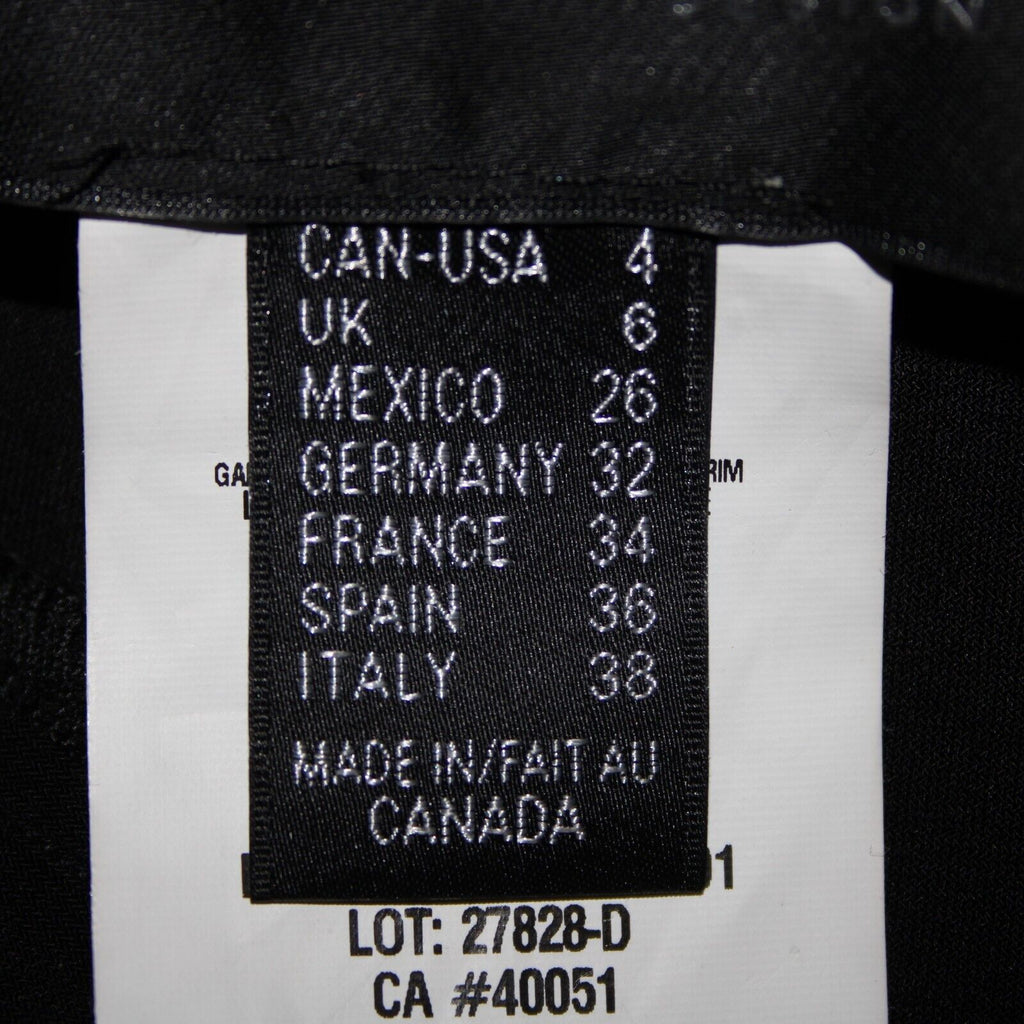 CAN-USA 4
UK 6
MEXICO 26
GERMANY 32
FRANCE 34
SPAIN 36
ITALY 38
MADE IN/FAIT AU
CANADA
LOT: 27828-D
CA #40051